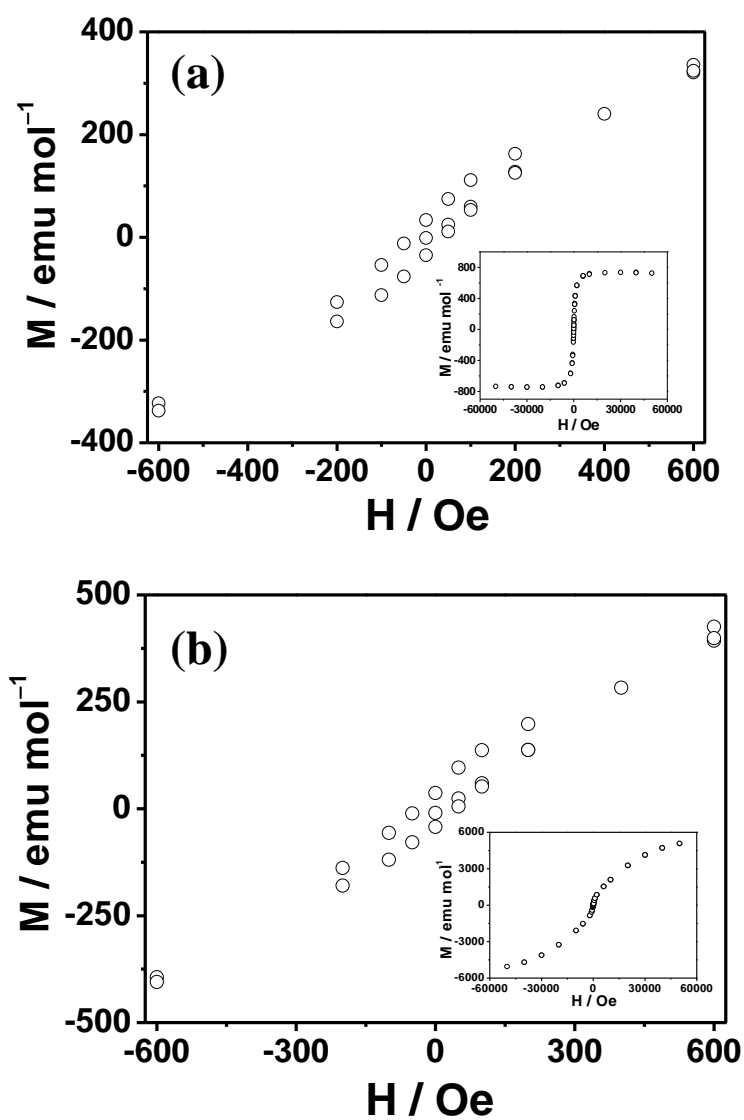 (a)
400
200
0
-200
-400
M / emu mol⁻¹
-600 -400 -200 0 200 400 600
H / Oe
800
400
0
-400
-800
M / emu mol ⁻¹
-60000 -30000 0 30000 60000
H / Oe
(b)
500
250
0
-250
-500
M / emu mol⁻¹
-600 -300 0 300 600
H / Oe
6000
3000
0
-3000
-6000
M / emu mol¹
-60000 -30000 0 30000 60000
H / Oe